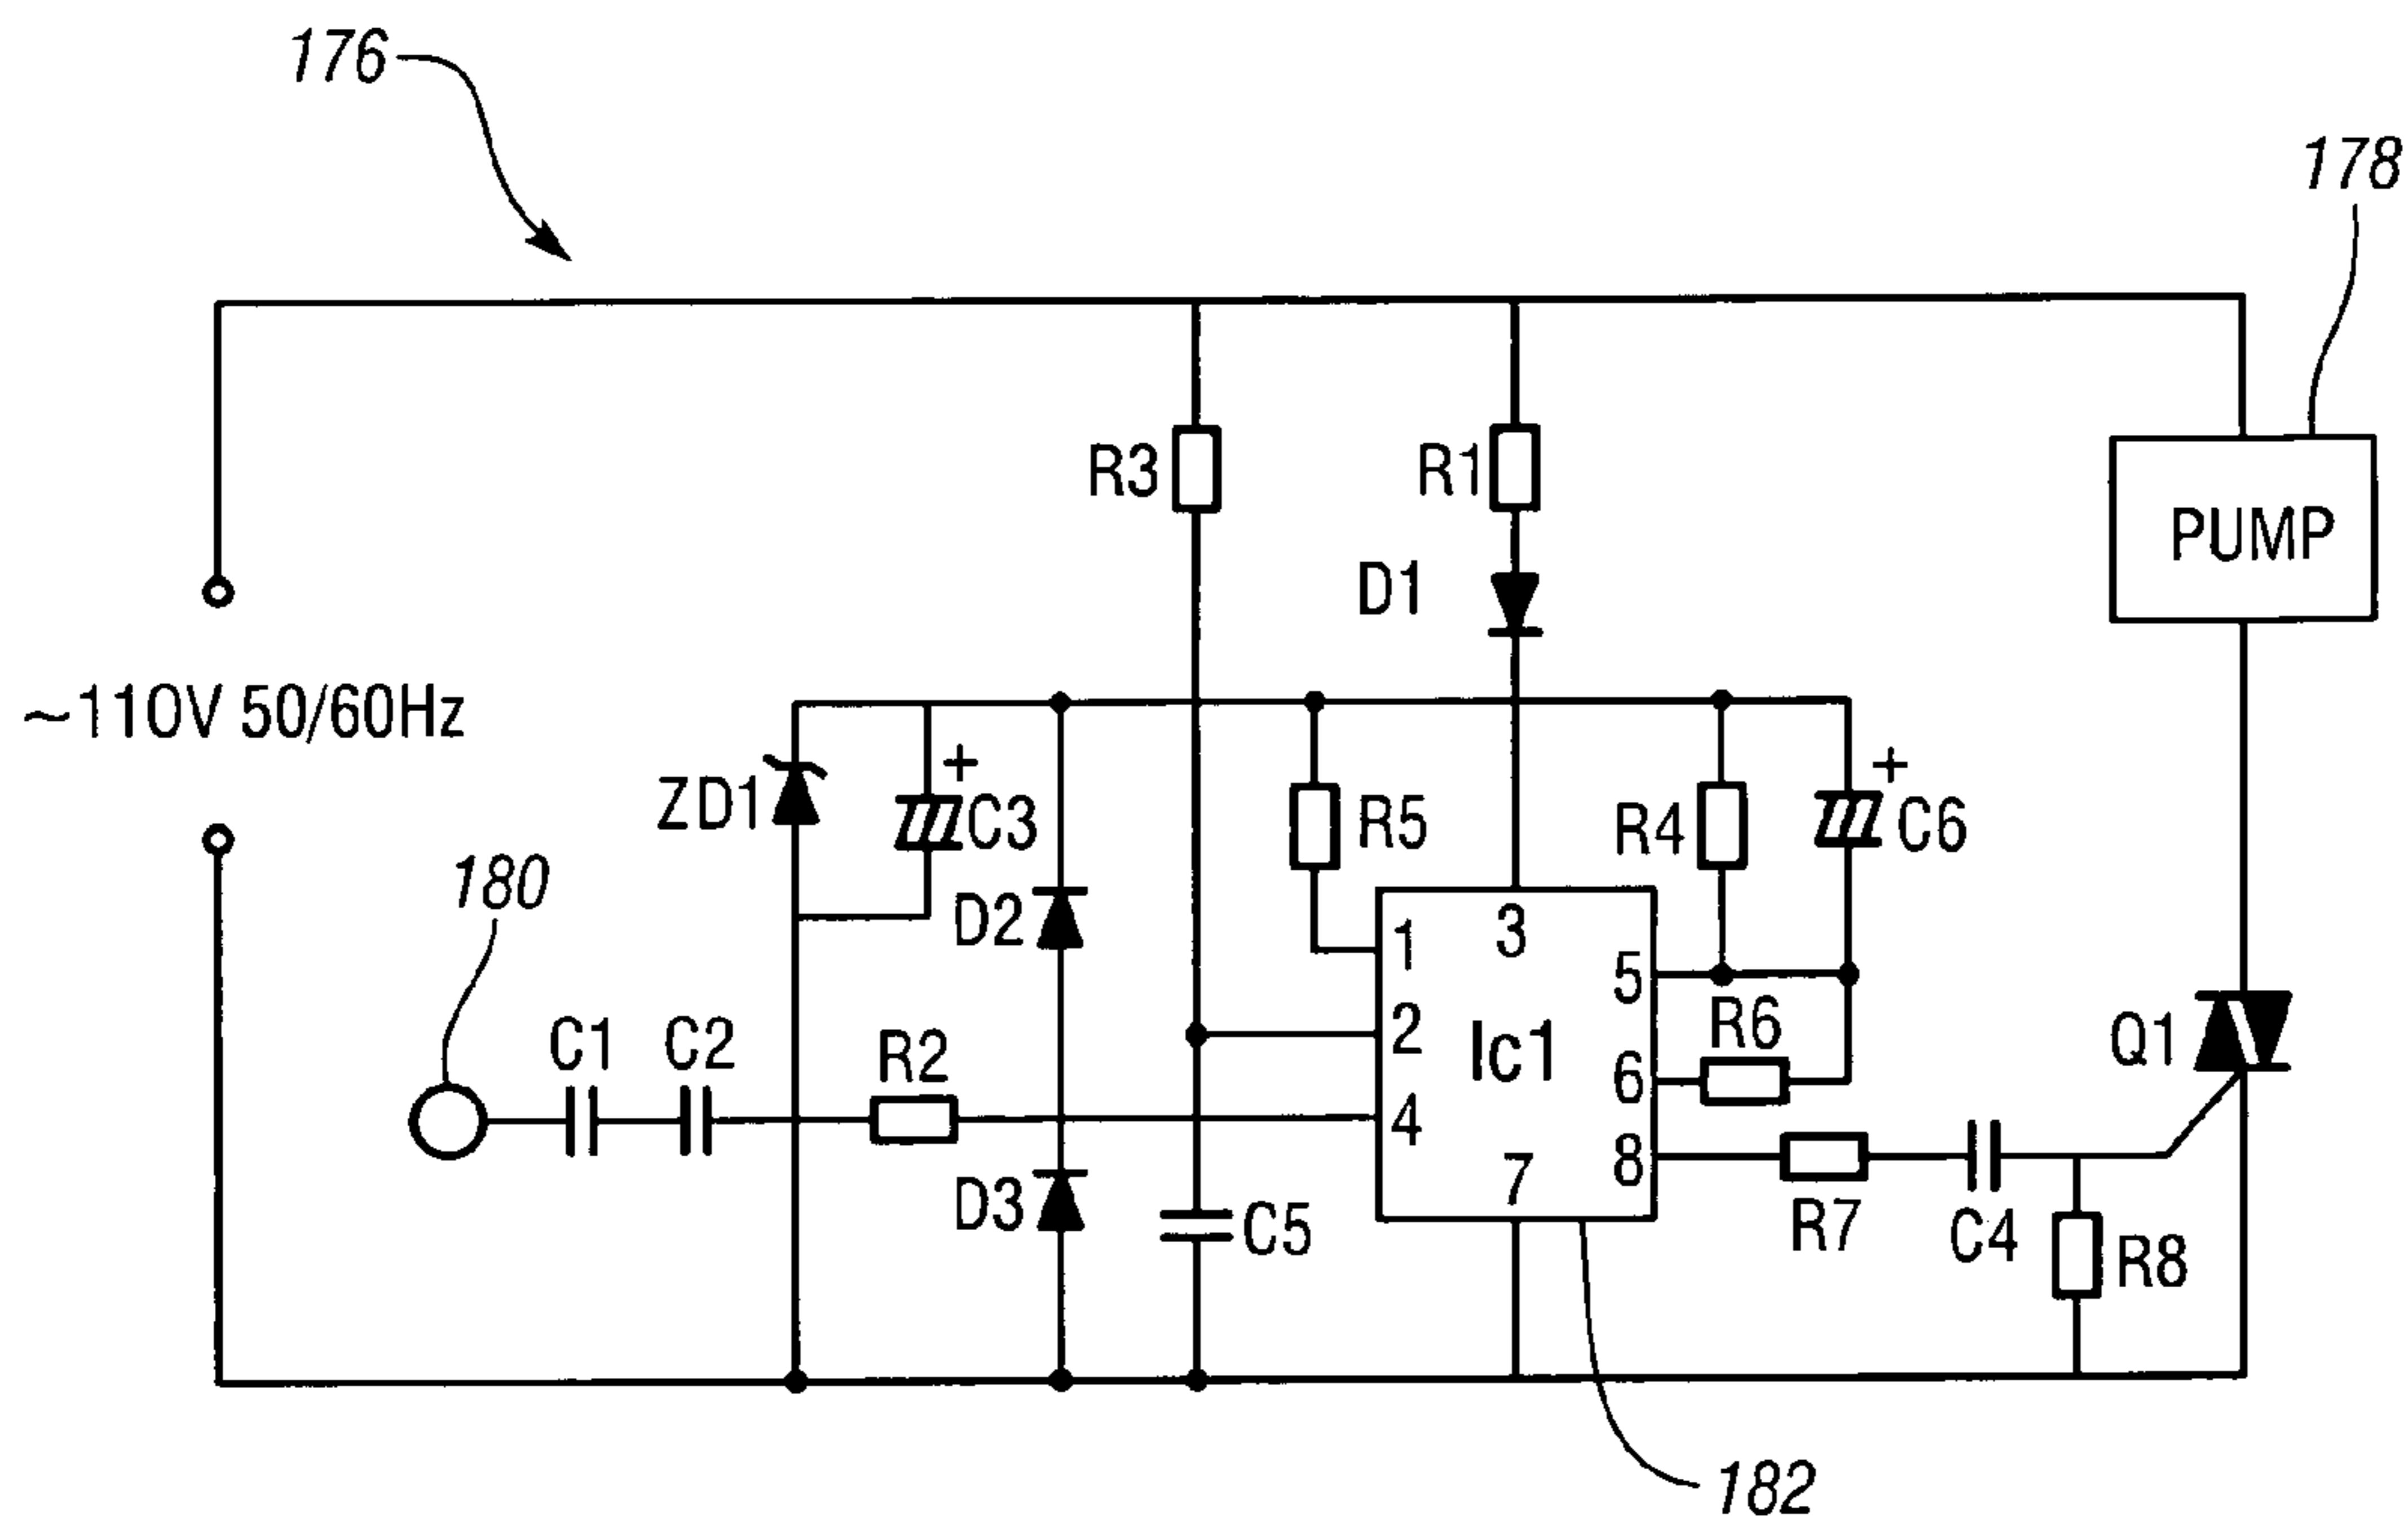 176
178
R3
R1
PUMP
D1
~110V 50/60Hz
ZD1
+
C3
R5
R4
+
C6
180
D2
1
3
5
C1
C2
R2
2
Ic1
R6
Q1
6
4
8
D3
C5
7
R7
C4
R8
182